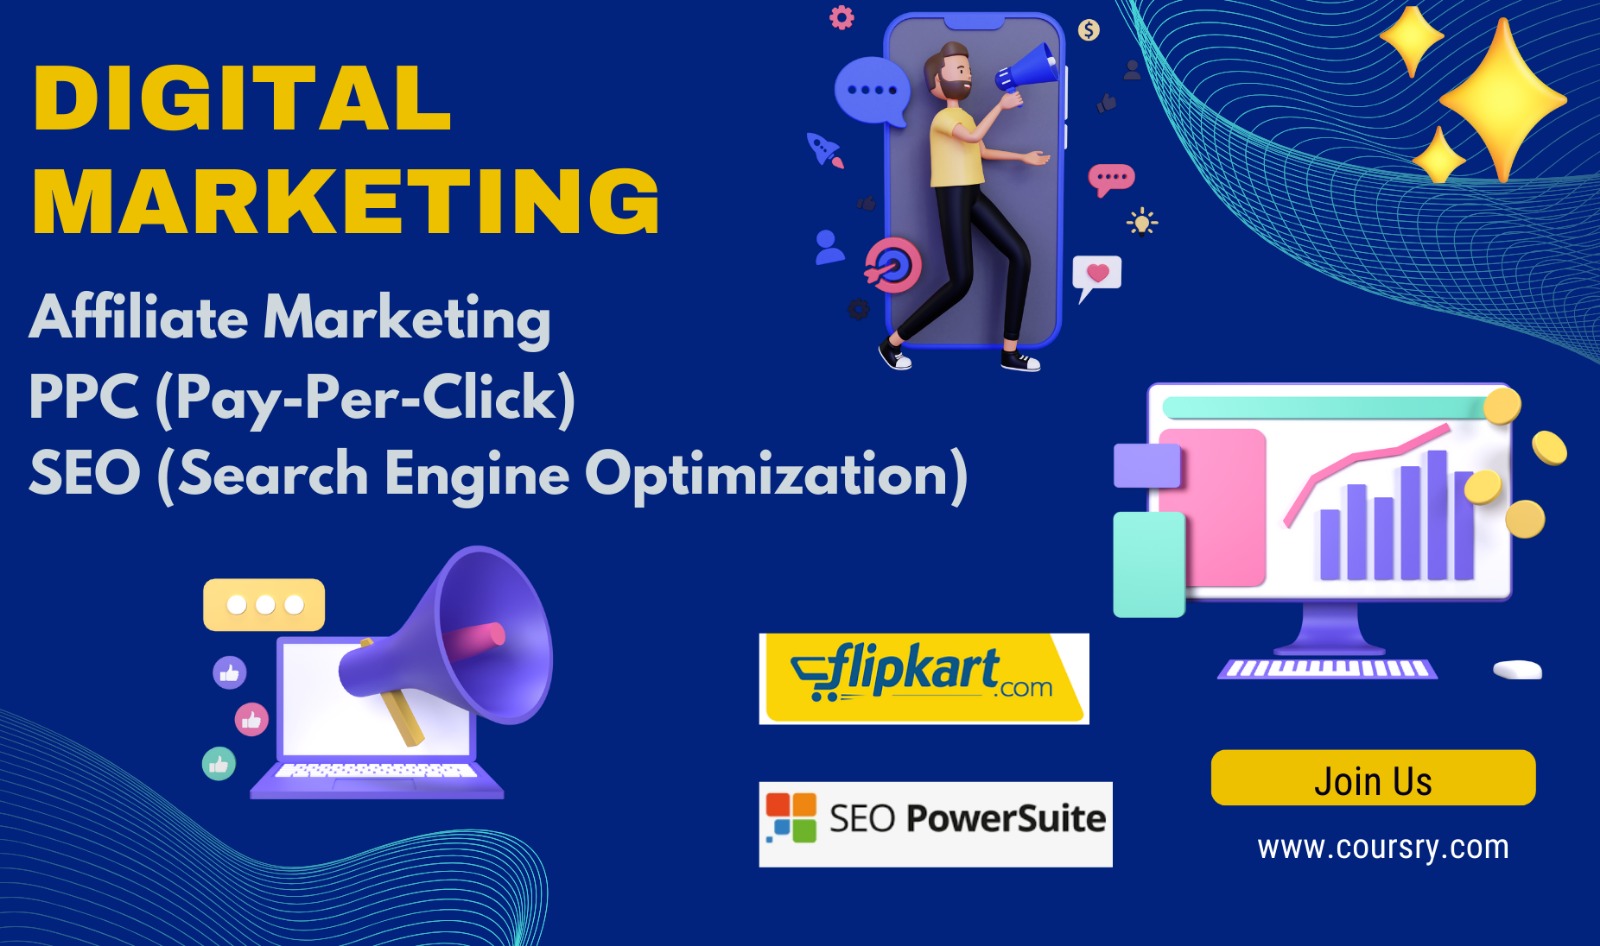 DIGITAL
MARKETING
Affiliate Marketing
PPC (Pay-Per-Click)
SEO (Search Engine Optimization)
flipkart.com
SEO PowerSuite
Join Us
www.coursry.com